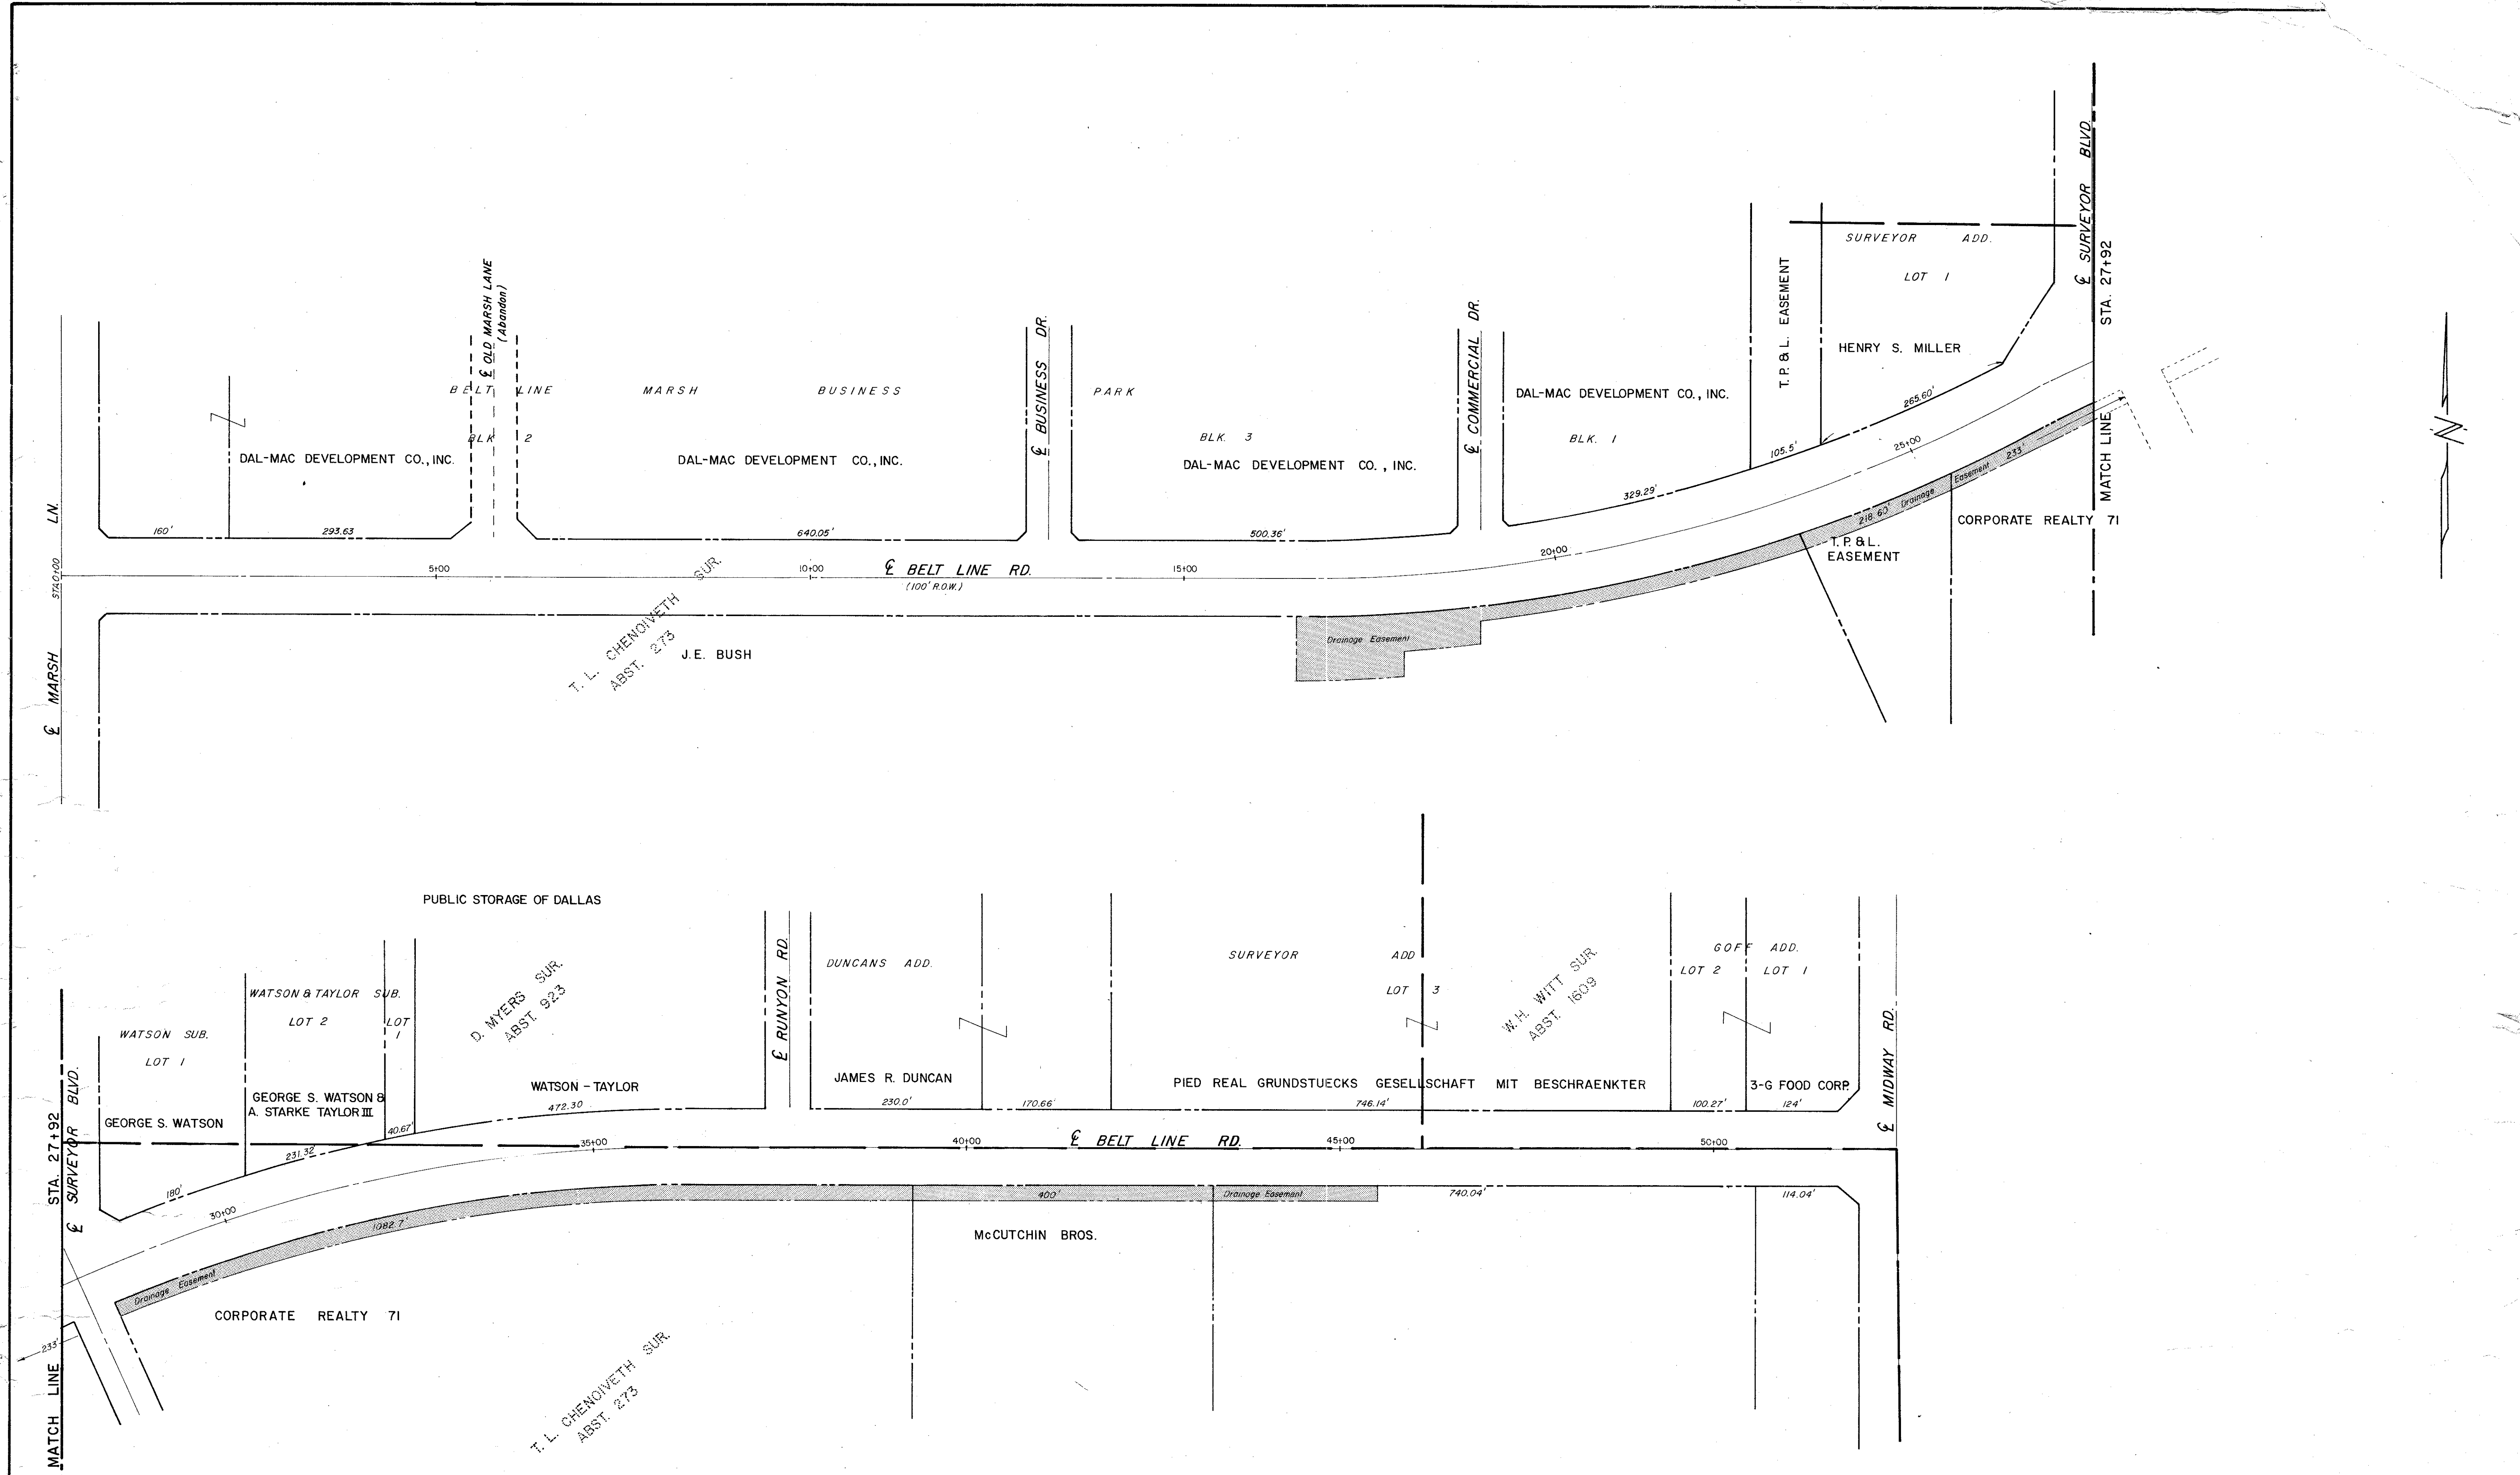 ℄ SURVEYOR BLVD.
STA. 27+92
MATCH LINE
SURVEYOR ADD.
LOT 1
HENRY S. MILLER
T.P.&L. EASEMENT
℄ OLD MARSH LANE
(Abandon)
BELT LINE MARSH BUSINESS PARK
℄ BUSINESS DR.
℄ COMMERCIAL DR.
DAL-MAC DEVELOPMENT CO., INC.
BLK. 1
BLK 2
BLK. 3
DAL-MAC DEVELOPMENT CO., INC.
DAL-MAC DEVELOPMENT CO., INC.
DAL-MAC DEVELOPMENT CO., INC.
160'
293.63
640.05'
500.36'
329.29'
105.5'
265.60'
℄ MARSH LN.
STA.0+00
5+00
10+00
15+00
20+00
25+00
℄ BELT LINE RD.
(100' R.O.W.)
218.60' Drainage Easement 233'
CORPORATE REALTY 71
T.P.&L.
EASEMENT
Drainage Easement
T. L. CHENOIVETH SUR.
ABST. 273
J.E. BUSH
PUBLIC STORAGE OF DALLAS
STA. 27+92
MATCH LINE
℄ SURVEYOR BLVD.
WATSON SUB.
LOT 1
GEORGE S. WATSON
WATSON & TAYLOR SUB.
LOT 2
LOT
1
GEORGE S. WATSON &
A. STARKE TAYLOR III
D. MYERS SUR.
ABST. 923
WATSON - TAYLOR
℄ RUNYON RD.
DUNCANS ADD.
JAMES R. DUNCAN
SURVEYOR ADD
LOT 3
W.H. WITT SUR.
ABST. 1609
PIED REAL GRUNDSTUECKS GESELLSCHAFT MIT BESCHRAENKTER
GOFF ADD.
LOT 2
LOT 1
3-G FOOD CORP.
℄ MIDWAY RD.
180'
231.32'
40.67'
472.30
230.0'
170.66'
746.14'
100.27'
124'
30+00
35+00
40+00
℄ BELT LINE RD.
45+00
50+00
Drainage Easement
1082.7'
400'
Drainage Easement
740.04'
114.04'
McCUTCHIN BROS.
CORPORATE REALTY 71
233'
T. L. CHENOIVETH SUR.
ABST. 273